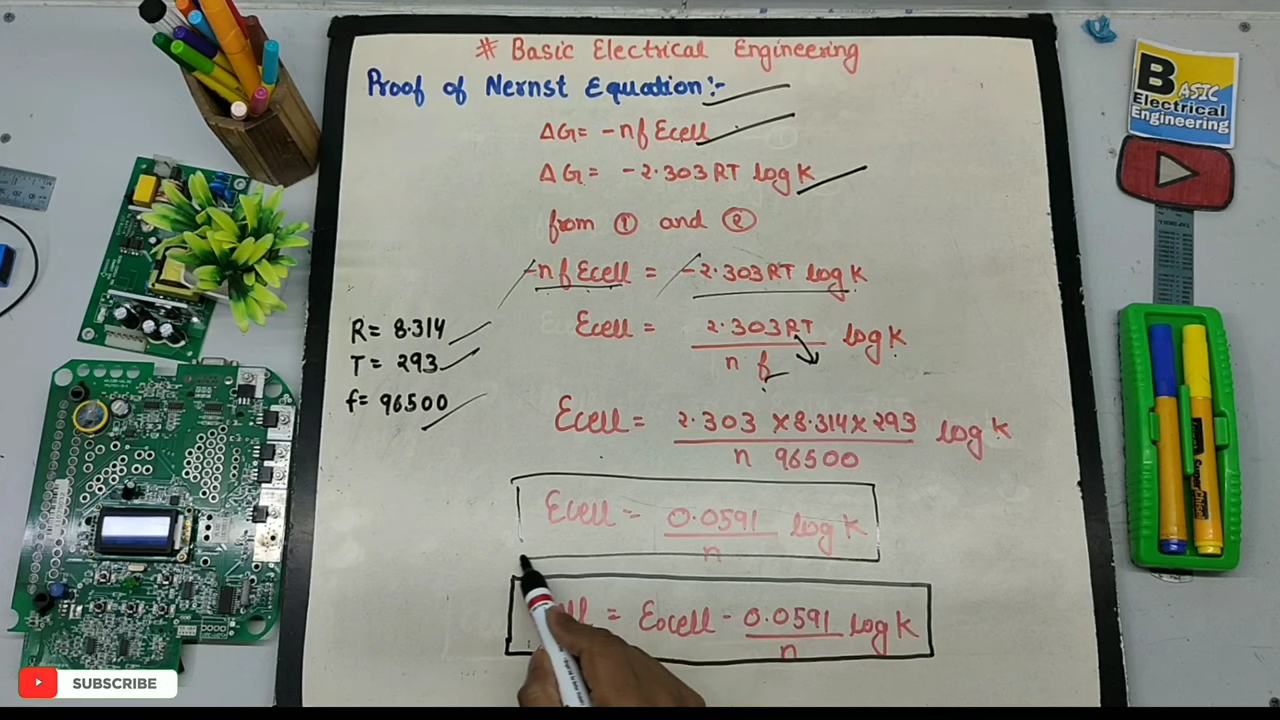 # Basic Electrical Engineering
Proof of Nernst Equation:-
ΔG = -nf Ecell
ΔG = -2.303 RT log K
from ① and ②
-nf Ecell = -2.303 RT log K
Ecell = 2.303 RT / n f log K
R = 8.314
T = 293
f = 96500
Ecell = 2.303 × 8.314 × 293 / n 96500 log K
Ecell = 0.0591 / n log K
= Eocell - 0.0591 / n log K
BASIC
Electrical
Engineering
SUBSCRIBE